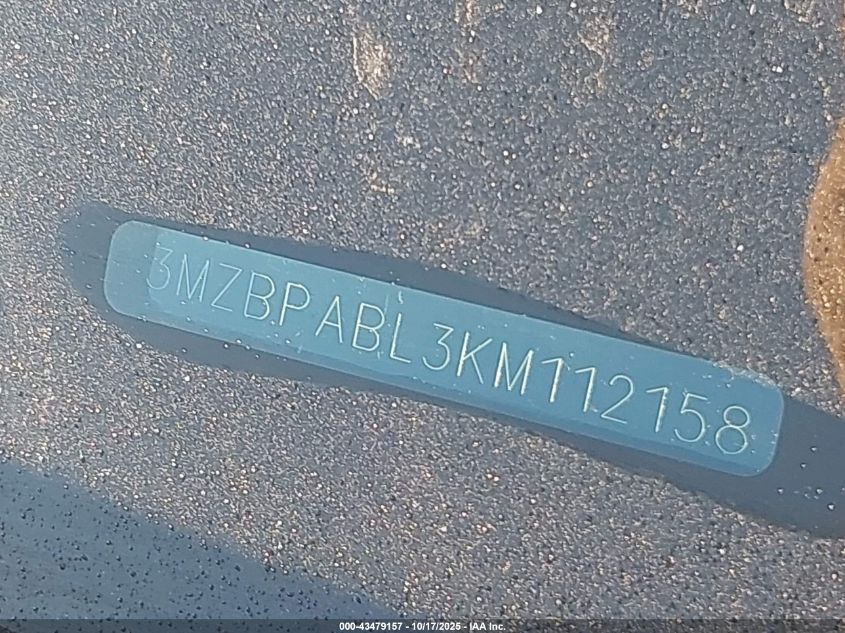 3MZBPABL3KM112158
000-43479157 - 10/17/2025 - IAA Inc.